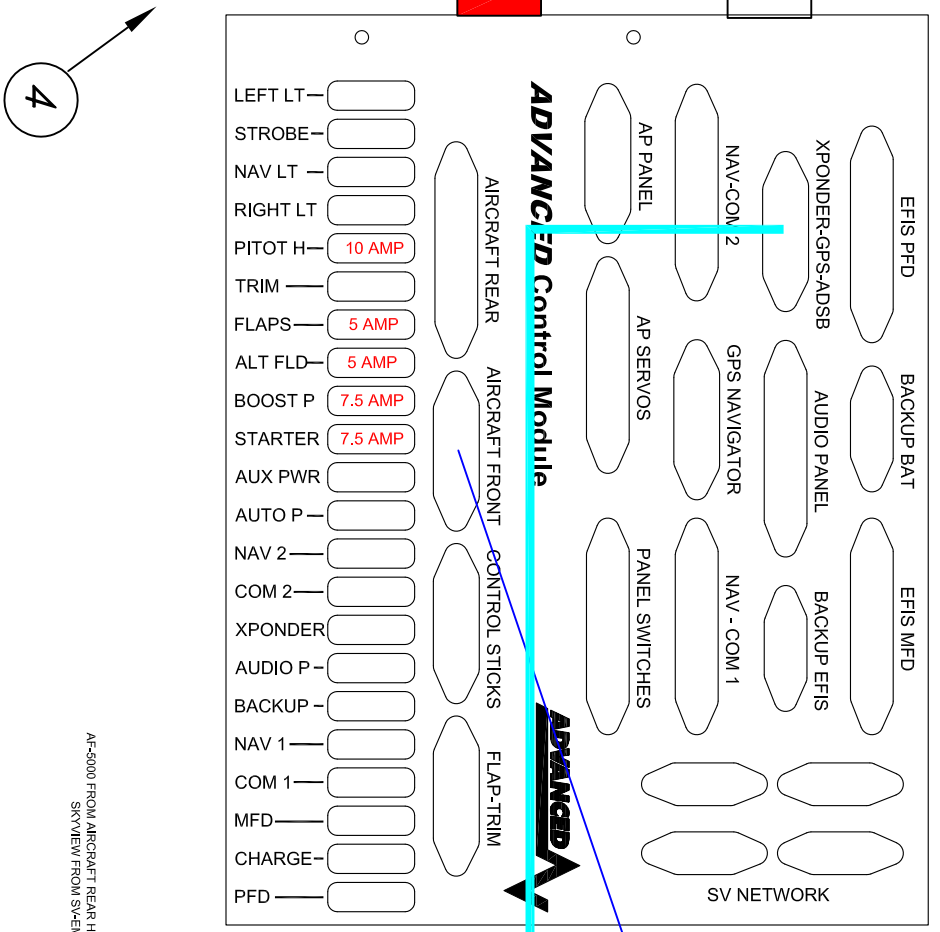 4
LEFT LT
STROBE
NAV LT
RIGHT LT
PITOT H 10 AMP
TRIM
FLAPS 5 AMP
ALT FLD 5 AMP
BOOST P 7.5 AMP
STARTER 7.5 AMP
AUX PWR
AUTO P
NAV 2
COM 2
XPONDER
AUDIO P
BACKUP
NAV 1
COM 1
MFD
CHARGE
PFD
AIRCRAFT REAR
AIRCRAFT FRONT
CONTROL STICKS
FLAP-TRIM
ADVANCED Control Module
ADVANCED
AP PANEL
AP SERVOS
PANEL SWITCHES
NAV-COM 2
GPS NAVIGATOR
NAV - COM 1
XPONDER-GPS-ADSB
AUDIO PANEL
BACKUP EFIS
EFIS PFD
BACKUP BAT
EFIS MFD
SV NETWORK
AF-5000 FROM AIRCRAFT REAR H
SKYVIEW FROM SV-EM